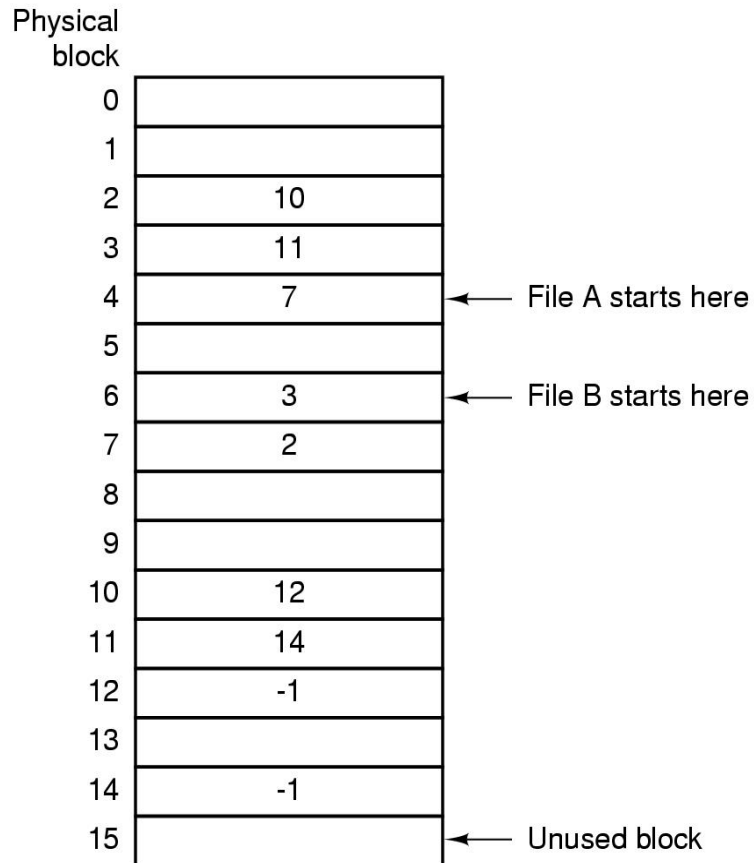 Physical
block
0
1
2 10
3 11
4 7 File A starts here
5
6 3 File B starts here
7 2
8
9
10 12
11 14
12 -1
13
14 -1
15 Unused block